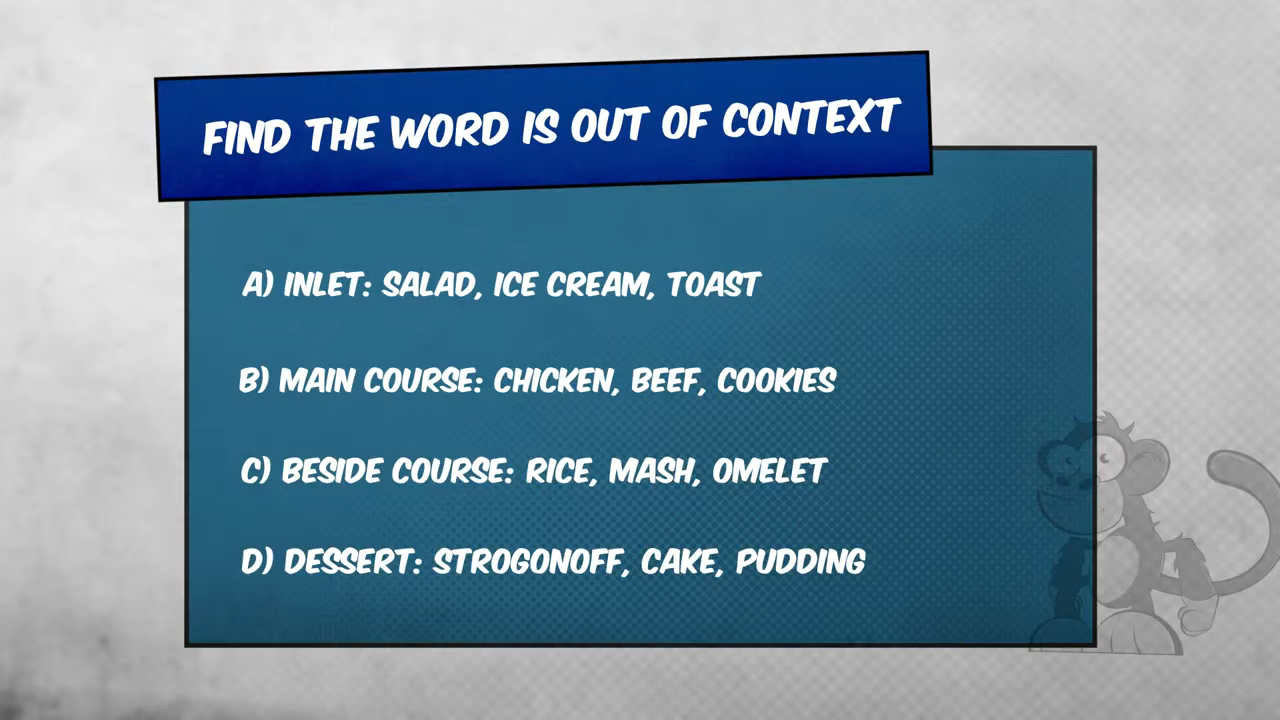 FIND THE WORD IS OUT OF CONTEXT
A) INLET: SALAD, ICE CREAM, TOAST
B) MAIN COURSE: CHICKEN, BEEF, COOKIES
C) BESIDE COURSE: RICE, MASH, OMELET
D) DESSERT: STROGONOFF, CAKE, PUDDING